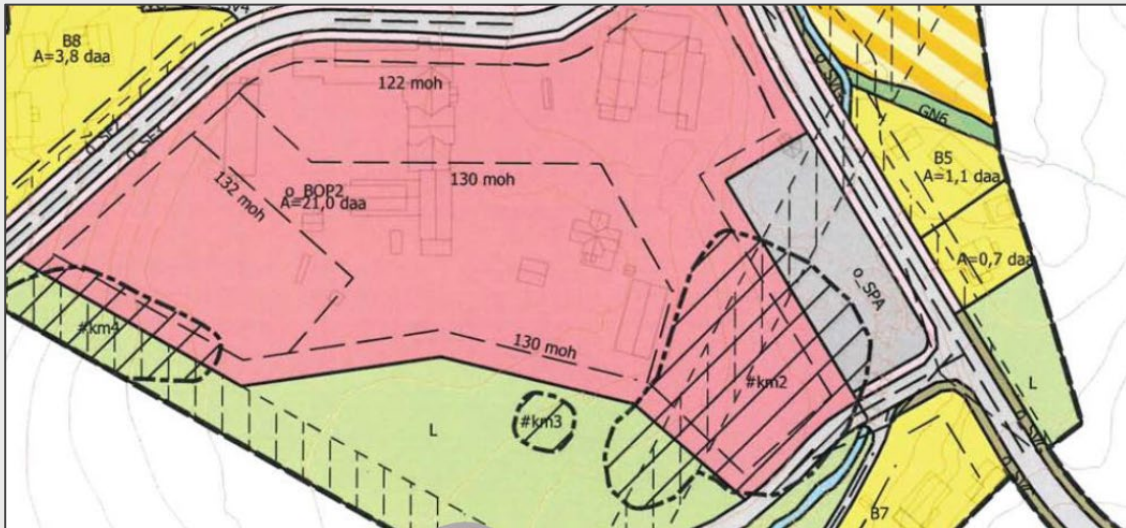 B8
A=3,8 daa
122 moh
GN6
B5
A=1,1 daa
132 moh
o_BOP2
A=21,0 daa
130 moh
A=0,7 daa
o_SPA
#km4
130 moh
#km2
#km3
L
L
B7